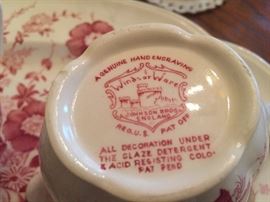 A GENUINE HAND ENGRAVING
Windsor Ware
JOHNSON BROS
ENGLAND
REG. U. S. PAT OFF
ALL DECORATION UNDER
THE GLAZE DETERGENT
& ACID RESISTING COLO
PAT PEND